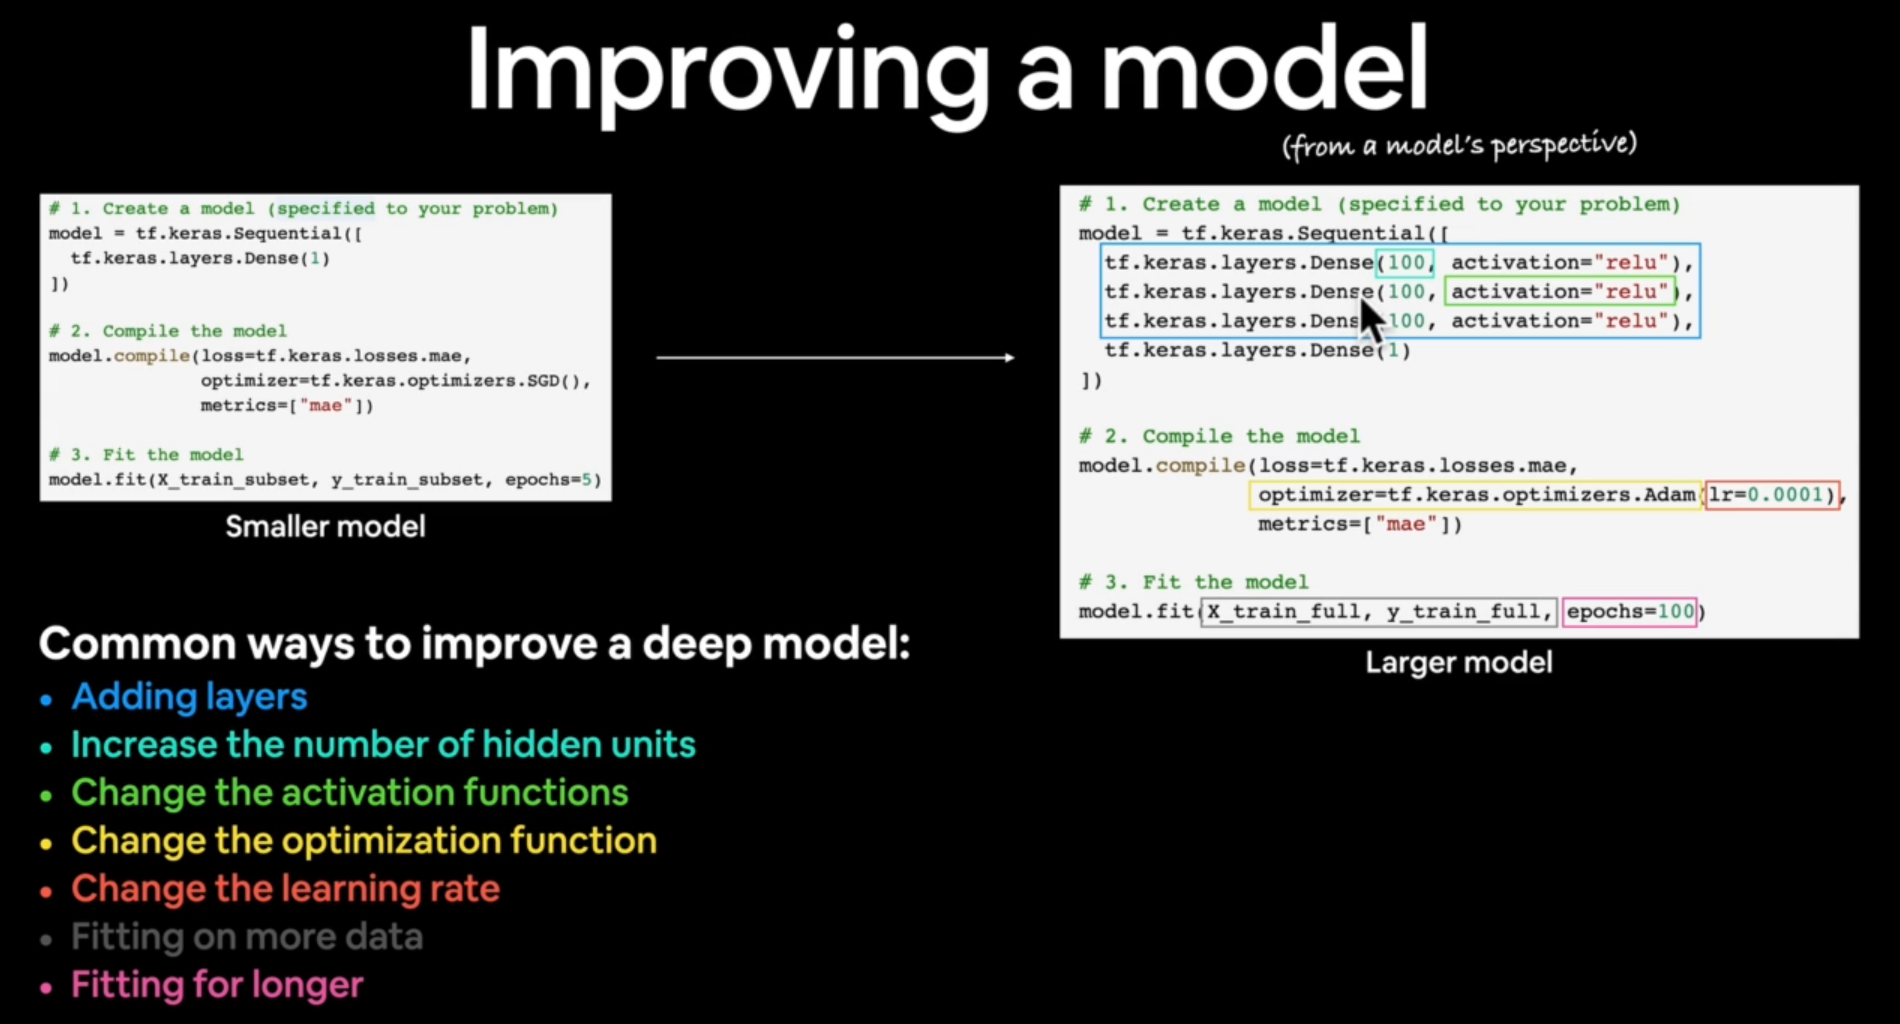 Improving a model
(from a model's perspective)
# 1. Create a model (specified to your problem)
model = tf.keras.Sequential([
  tf.keras.layers.Dense(1)
])

# 2. Compile the model
model.compile(loss=tf.keras.losses.mae,
              optimizer=tf.keras.optimizers.SGD(),
              metrics=["mae"])

# 3. Fit the model
model.fit(X_train_subset, y_train_subset, epochs=5)
Smaller model
# 1. Create a model (specified to your problem)
model = tf.keras.Sequential([
  tf.keras.layers.Dense(100, activation="relu"),
  tf.keras.layers.Dense(100, activation="relu"),
  tf.keras.layers.Dens 100, activation="relu"),
  tf.keras.layers.Dense(1)
])

# 2. Compile the model
model.compile(loss=tf.keras.losses.mae,
              optimizer=tf.keras.optimizers.Adam(lr=0.0001),
              metrics=["mae"])

# 3. Fit the model
model.fit(X_train_full, y_train_full, epochs=100)
Larger model
Common ways to improve a deep model:
• Adding layers
• Increase the number of hidden units
• Change the activation functions
• Change the optimization function
• Change the learning rate
• Fitting on more data
• Fitting for longer